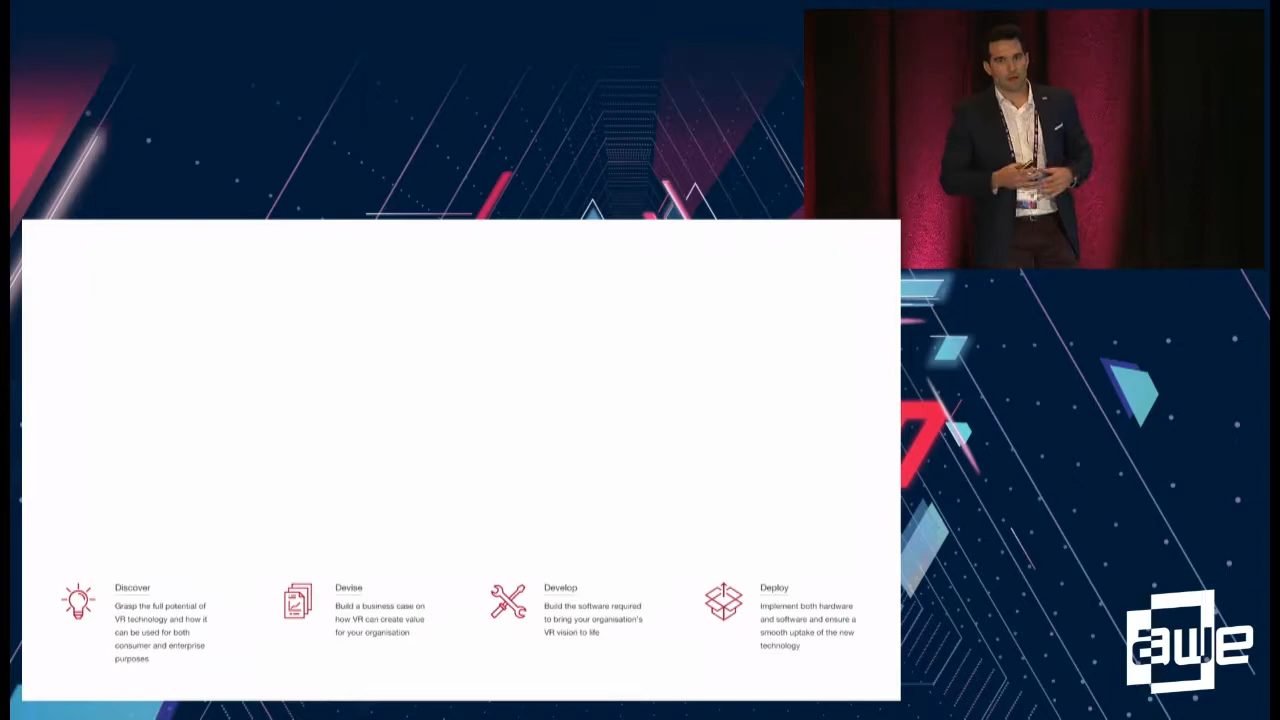 Discover
Grasp the full potential of
VR technology and how it
can be used for both
consumer and enterprise
purposes
Devise
Build a business case on
how VR can create value
for your organisation
Develop
Build the software required
to bring your organisation's
VR vision to life
Deploy
Implement both hardware
and software and ensure a
smooth uptake of the new
technology
awe